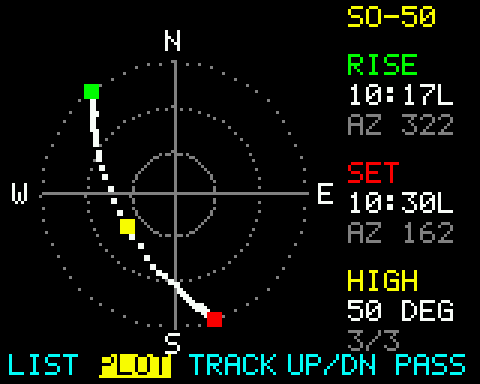 SO-50
N
RISE
10:17L
AZ 322
SET
W
E
10:30L
AZ 162
HIGH
50 DEG
S
3/3
LIST PLOT TRACK UP/DN PASS